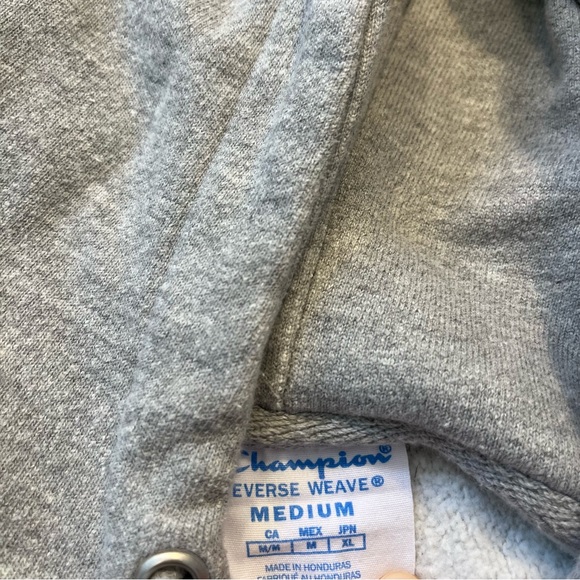 Champion®
EVERSE WEAVE®
MEDIUM
CA MEX JPN
M/M M XL
MADE IN HONDURAS
FABRIQUÉ AU HONDURAS